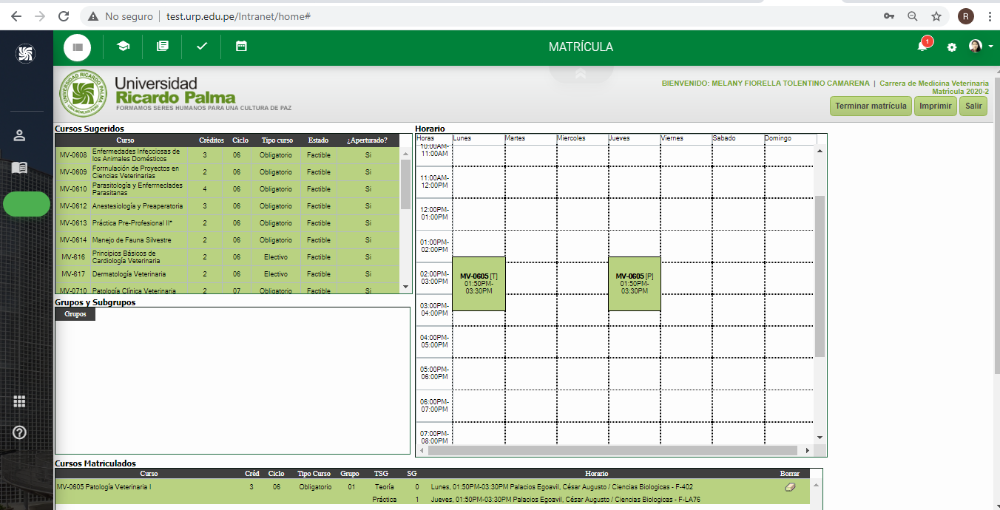 No seguro | test.urp.edu.pe/Intranet/home#
R
MATRÍCULA
1
UNIVERSIDAD RICARDO PALMA
Universidad
Ricardo Palma
FORMAMOS SERES HUMANOS PARA UNA CULTURA DE PAZ
BIENVENIDO: MELANY FIORELLA TOLENTINO CAMARENA | Carrera de Medicina Veterinaria
Matrícula 2020-2
Terminar matrícula Imprimir Salir
Cursos Sugeridos
Curso Créditos Ciclo Tipo curso Estado ¿Aperturado?
MV-0608 Enfermedades Infecciosas de los Animales Domésticos 3 06 Obligatorio Factible Si
MV-0609 Formulación de Proyectos en Ciencias Veterinarias 2 06 Obligatorio Factible Si
MV-0610 Parasitología y Enfermeclades Parasitanas 4 06 Obligatorio Factible Si
MV-0612 Anestesiología y Preaperatoria 3 06 Obligatorio Factible Si
MV-0613 Práctica Pre-Profesional II* 2 06 Obligatorio Factible Si
MV-0614 Manejo de Fauna Silvestre 2 06 Obligatorio Factible Si
MV-616 Principios Básicos de Cardiología Veterinaria 2 06 Electivo Factible Si
MV-617 Dermatología Veterinaria 2 06 Electivo Factible Si
MV-0710 Patología Clínica Veterinaria 2 07 Obligatorio Factible Si
Grupos y Subgrupos
Grupos
Horario
Horas Lunes Martes Miercoles Jueves Viernes Sabado Domingo
10:00AM-
11:00AM
11:00AM-
12:00PM
12:00PM-
01:00PM
01:00PM-
02:00PM
02:00PM-
03:00PM
MV-0605 [T]
01:50PM-
03:30PM
MV-0605 [P]
01:50PM-
03:30PM
03:00PM-
04:00PM
04:00PM-
05:00PM
05:00PM-
06:00PM
06:00PM-
07:00PM
07:00PM-
08:00PM
Cursos Matriculados
Curso Créd Ciclo Tipo Curso Grupo TSG SG Horario Borrar
MV-0605 Patología Veterinaria I 3 06 Obligatorio 01 Teoría 0 Lunes, 01:50PM-03:30PM Palacios Egoavil, César Augusto / Ciencias Biologicas - F-402
Práctica 1 Jueves, 01:50PM-03:30PM Palacios Egoavil, César Augusto / Ciencias Biologicas - F-LA76